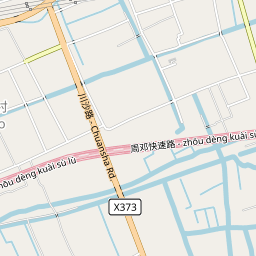 川沙路 - Chuansha Rd.
村
周邓快速路 - zhōu dèng kuài sù
zhōu dèng kuài sù lù
X373